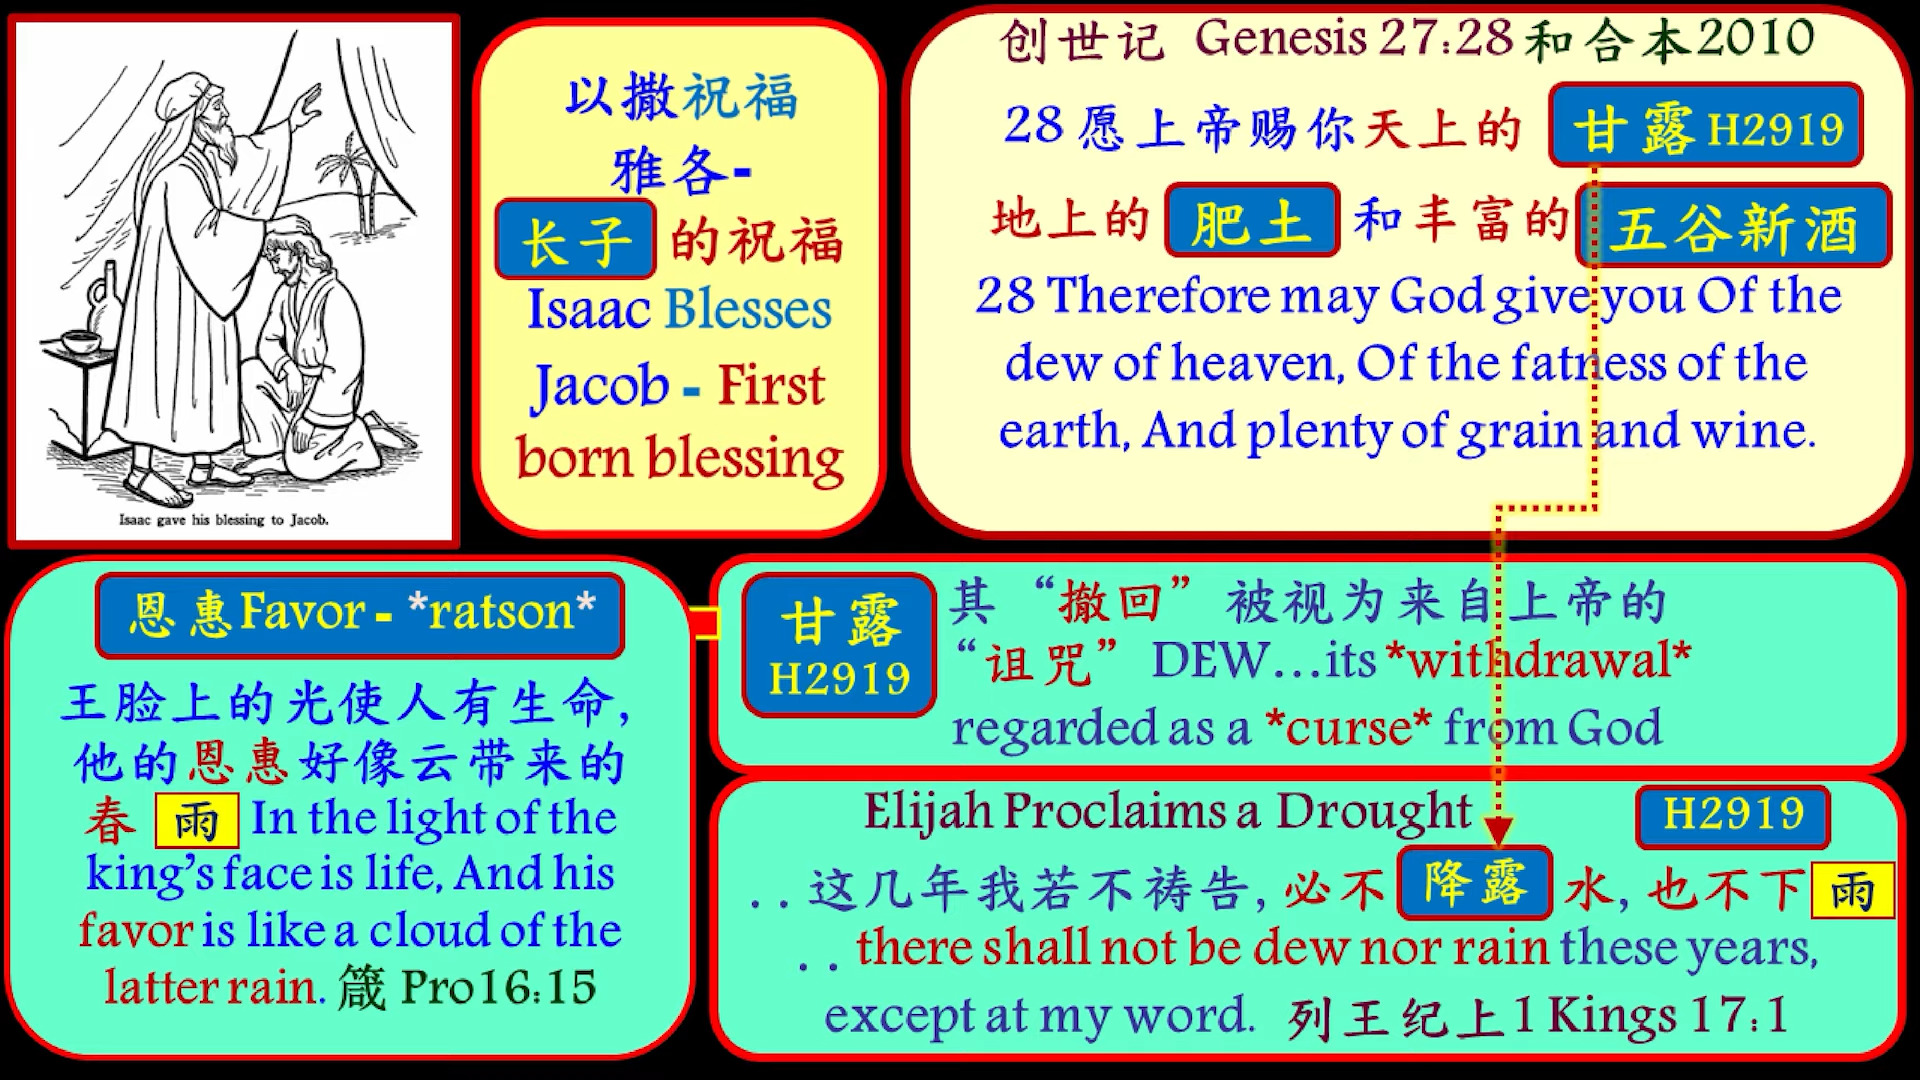 Isaac gave his blessing to Jacob.
以撒祝福
雅各-
长子 的祝福
Isaac Blesses
Jacob - First
born blessing
创世记 Genesis 27:28 和合本2010
28 愿上帝赐你天上的 甘露 H2919
地上的 肥土 和丰富的 五谷新酒
28 Therefore may God give you Of the
dew of heaven, Of the fatness of the
earth, And plenty of grain and wine.
恩惠 Favor - *ratson*
王脸上的光使人有生命,
他的恩惠好像云带来的
春 雨 In the light of the
king's face is life, And his
favor is like a cloud of the
latter rain. 箴 Pro16:15
甘露
H2919
其 “撤回” 被视为来自上帝的
“诅咒” DEW...its *withdrawal*
regarded as a *curse* from God
Elijah Proclaims a Drought H2919
. . 这几年我若不祷告, 必不 降露 水, 也不下 雨
. . there shall not be dew nor rain these years,
except at my word. 列王纪上1 Kings 17:1